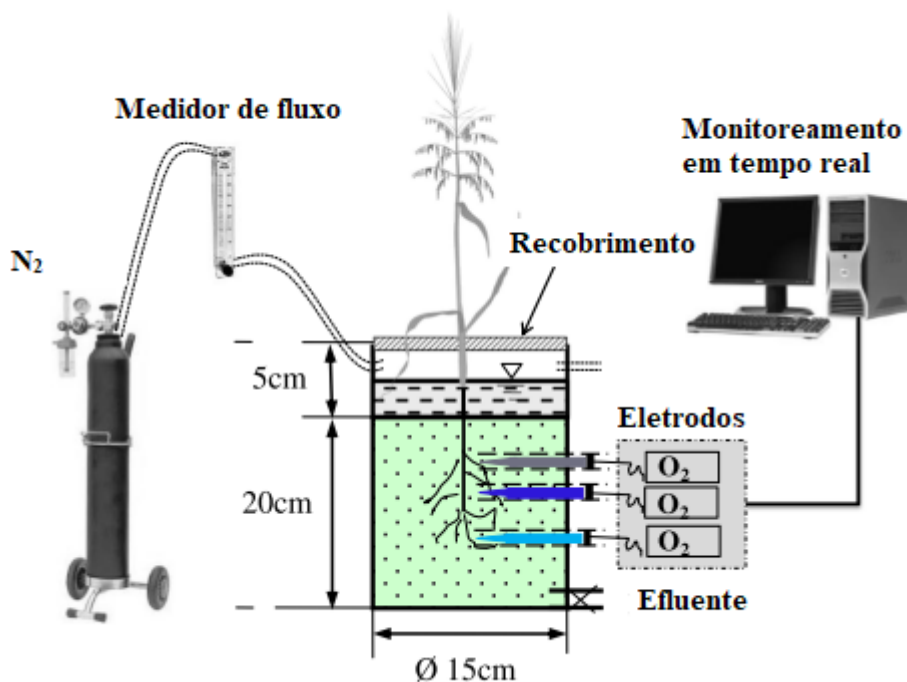 Medidor de fluxo
Monitoreamento
em tempo real
N₂
Recobrimento
5cm
Eletrodos
O₂
20cm
O₂
O₂
Efluente
Ø 15cm